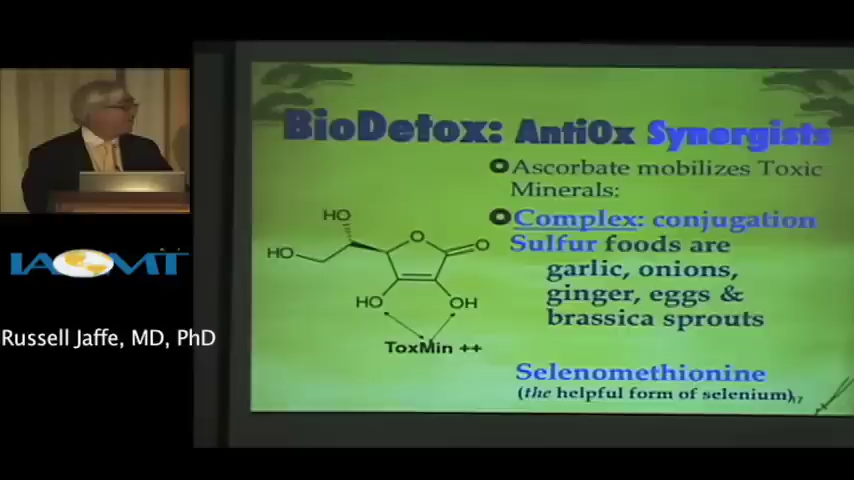 BioDetox: AntiOx Synergists
Ascorbate mobilizes Toxic
Minerals:
Complex: conjugation
Sulfur foods are
garlic, onions,
ginger, eggs &
brassica sprouts
HO
HO
O
O
HO
OH
ToxMin ++
Selenomethionine
(the helpful form of selenium)
17
IAOMT
Russell Jaffe, MD, PhD